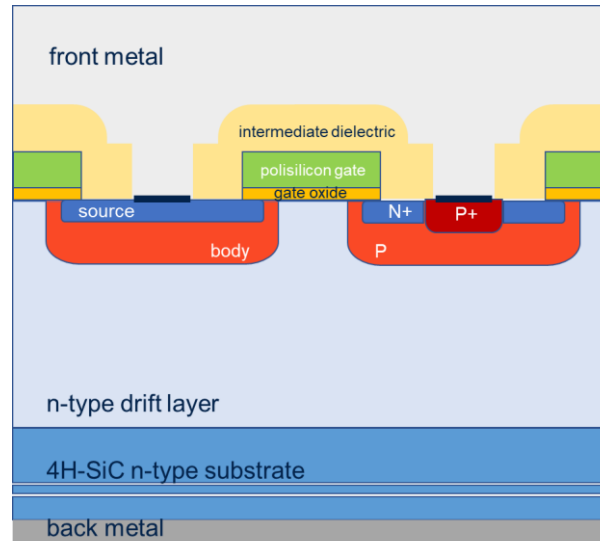 front metal
intermediate dielectric
polisilicon gate
gate oxide
source
N+
P+
body
P
n-type drift layer
4H-SiC n-type substrate
back metal